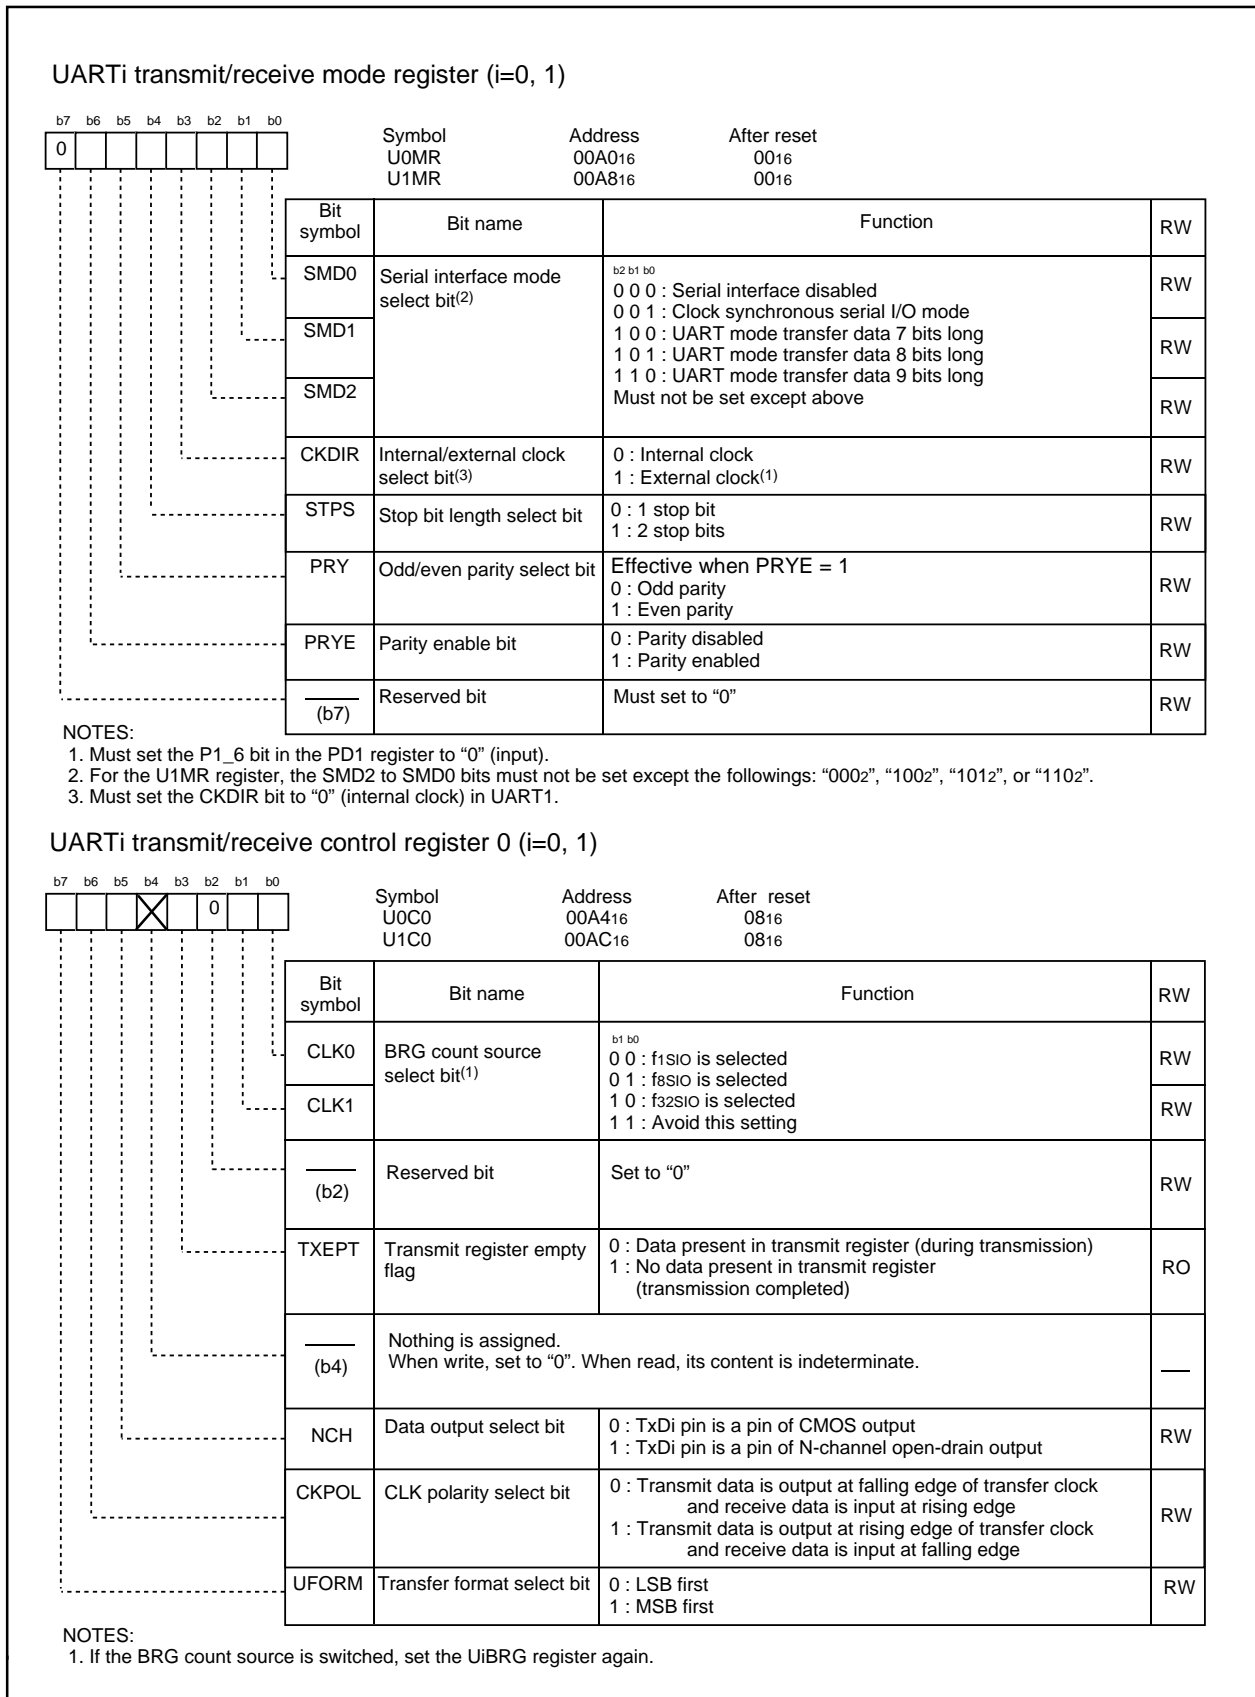 UARTi transmit/receive mode register (i=0, 1)
b7 b6 b5 b4 b3 b2 b1 b0
0
Symbol Address After reset
U0MR 00A016 0016
U1MR 00A816 0016
Bit symbol Bit name Function RW
SMD0 Serial interface mode select bit(2) b2 b1 b0 RW
0 0 0 : Serial interface disabled
0 0 1 : Clock synchronous serial I/O mode
SMD1 1 0 0 : UART mode transfer data 7 bits long RW
1 0 1 : UART mode transfer data 8 bits long
1 1 0 : UART mode transfer data 9 bits long
SMD2 Must not be set except above RW
CKDIR Internal/external clock 0 : Internal clock RW
select bit(3) 1 : External clock(1)
STPS Stop bit length select bit 0 : 1 stop bit RW
1 : 2 stop bits
PRY Odd/even parity select bit Effective when PRYE = 1 RW
0 : Odd parity
1 : Even parity
PRYE Parity enable bit 0 : Parity disabled RW
1 : Parity enabled
(b7) Reserved bit Must set to “0” RW
NOTES:
1. Must set the P1_6 bit in the PD1 register to “0” (input).
2. For the U1MR register, the SMD2 to SMD0 bits must not be set except the followings: “0002”, “1002”, “1012”, or “1102”.
3. Must set the CKDIR bit to “0” (internal clock) in UART1.
UARTi transmit/receive control register 0 (i=0, 1)
b7 b6 b5 b4 b3 b2 b1 b0
0
Symbol Address After reset
U0C0 00A416 0816
U1C0 00AC16 0816
Bit symbol Bit name Function RW
CLK0 BRG count source select bit(1) b1 b0 RW
0 0 : f1SIO is selected
0 1 : f8SIO is selected
CLK1 1 0 : f32SIO is selected RW
1 1 : Avoid this setting
(b2) Reserved bit Set to “0” RW
TXEPT Transmit register empty flag 0 : Data present in transmit register (during transmission) RO
1 : No data present in transmit register
(transmission completed)
(b4) Nothing is assigned.
When write, set to “0”. When read, its content is indeterminate.
NCH Data output select bit 0 : TxDi pin is a pin of CMOS output RW
1 : TxDi pin is a pin of N-channel open-drain output
CKPOL CLK polarity select bit 0 : Transmit data is output at falling edge of transfer clock RW
and receive data is input at rising edge
1 : Transmit data is output at rising edge of transfer clock
and receive data is input at falling edge
UFORM Transfer format select bit 0 : LSB first RW
1 : MSB first
NOTES:
1. If the BRG count source is switched, set the UiBRG register again.